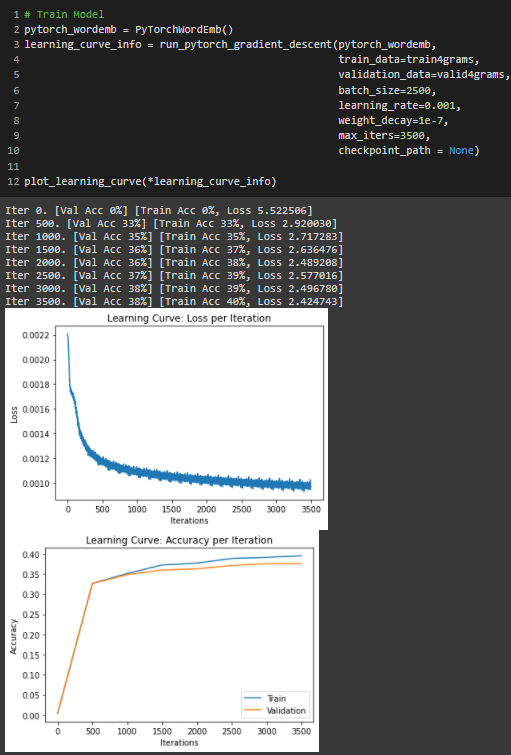 1 # Train Model
2 pytorch_wordemb = PyTorchWordEmb()
3 learning_curve_info = run_pytorch_gradient_descent(pytorch_wordemb,
4 train_data=train4grams,
5 validation_data=valid4grams,
6 batch_size=2500,
7 learning_rate=0.001,
8 weight_decay=1e-7,
9 max_iters=3500,
10 checkpoint_path = None)
11
12 plot_learning_curve(*learning_curve_info)
Iter 0. [Val Acc 0%] [Train Acc 0%, Loss 5.522506]
Iter 500. [Val Acc 33%] [Train Acc 33%, Loss 2.920030]
Iter 1000. [Val Acc 35%] [Train Acc 35%, Loss 2.717283]
Iter 1500. [Val Acc 36%] [Train Acc 37%, Loss 2.636476]
Iter 2000. [Val Acc 36%] [Train Acc 38%, Loss 2.489208]
Iter 2500. [Val Acc 37%] [Train Acc 39%, Loss 2.577016]
Iter 3000. [Val Acc 38%] [Train Acc 39%, Loss 2.496780]
Iter 3500. [Val Acc 38%] [Train Acc 40%, Loss 2.424743]
Learning Curve: Loss per Iteration
0.0022
0.0020
0.0018
0.0016
0.0014
0.0012
0.0010
Loss
0 500 1000 1500 2000 2500 3000 3500
Iterations
Learning Curve: Accuracy per Iteration
0.40
0.35
0.30
0.25
0.20
0.15
0.10
0.05
0.00
Accuracy
Train
Validation
0 500 1000 1500 2000 2500 3000 3500
Iterations